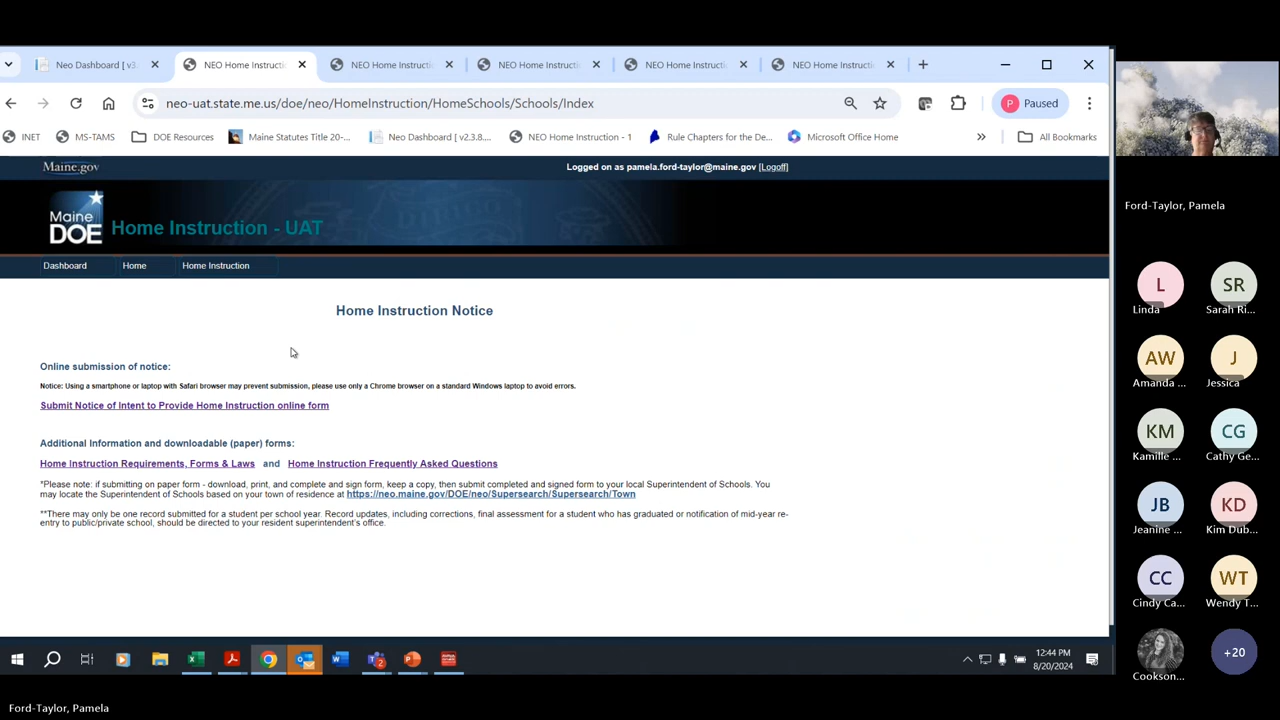 Neo Dashboard [ v3.
NEO Home Instructi
NEO Home Instructi
NEO Home Instructi
NEO Home Instructi
NEO Home Instructi
neo-uat.state.me.us/doe/neo/HomeInstruction/HomeSchools/Schools/Index
P Paused
INET
MS-TAMS
DOE Resources
Maine Statutes Title 20-...
Neo Dashboard [ v2.3.8....
NEO Home Instruction - 1
Rule Chapters for the De...
Microsoft Office Home
»
All Bookmarks
Maine.gov
Logged on as pamela.ford-taylor@maine.gov [Logoff]
Maine
DOE
Home Instruction - UAT
Dashboard Home Home Instruction
Home Instruction Notice
Online submission of notice:
Notice: Using a smartphone or laptop with Safari browser may prevent submission, please use only a Chrome browser on a standard Windows laptop to avoid errors.
Submit Notice of Intent to Provide Home Instruction online form
Additional Information and downloadable (paper) forms:
Home Instruction Requirements, Forms & Laws and Home Instruction Frequently Asked Questions
*Please note: if submitting on paper form - download, print, and complete and sign form, keep a copy, then submit completed and signed form to your local Superintendent of Schools. You
may locate the Superintendent of Schools based on your town of residence at https://neo.maine.gov/DOE/neo/Supersearch/Supersearch/Town
**There may only be one record submitted for a student per school year. Record updates, including corrections, final assessment for a student who has graduated or notification of mid-year re-
entry to public/private school, should be directed to your resident superintendent's office.
12:44 PM
8/20/2024
Ford-Taylor, Pamela
L SR
Linda Sarah Ri...
AW J
Amanda ... Jessica
KM CG
Kamille ... Cathy Ge...
JB KD
Jeanine ... Kim Dub...
CC WT
Cindy Ca... Wendy T...
+20
Cookson...
Ford-Taylor, Pamela